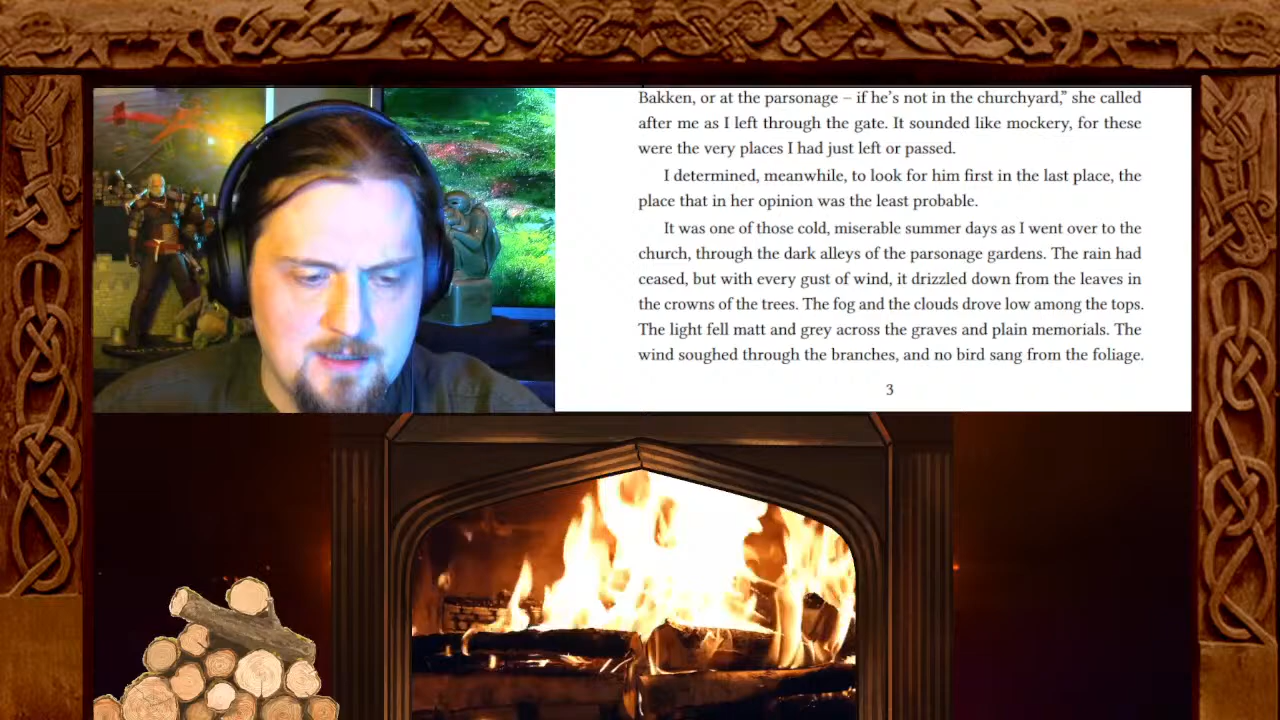 Bakken, or at the parsonage – if he’s not in the churchyard,” she called
after me as I left through the gate. It sounded like mockery, for these
were the very places I had just left or passed.
I determined, meanwhile, to look for him first in the last place, the
place that in her opinion was the least probable.
It was one of those cold, miserable summer days as I went over to the
church, through the dark alleys of the parsonage gardens. The rain had
ceased, but with every gust of wind, it drizzled down from the leaves in
the crowns of the trees. The fog and the clouds drove low among the tops.
The light fell matt and grey across the graves and plain memorials. The
wind soughed through the branches, and no bird sang from the foliage.
3